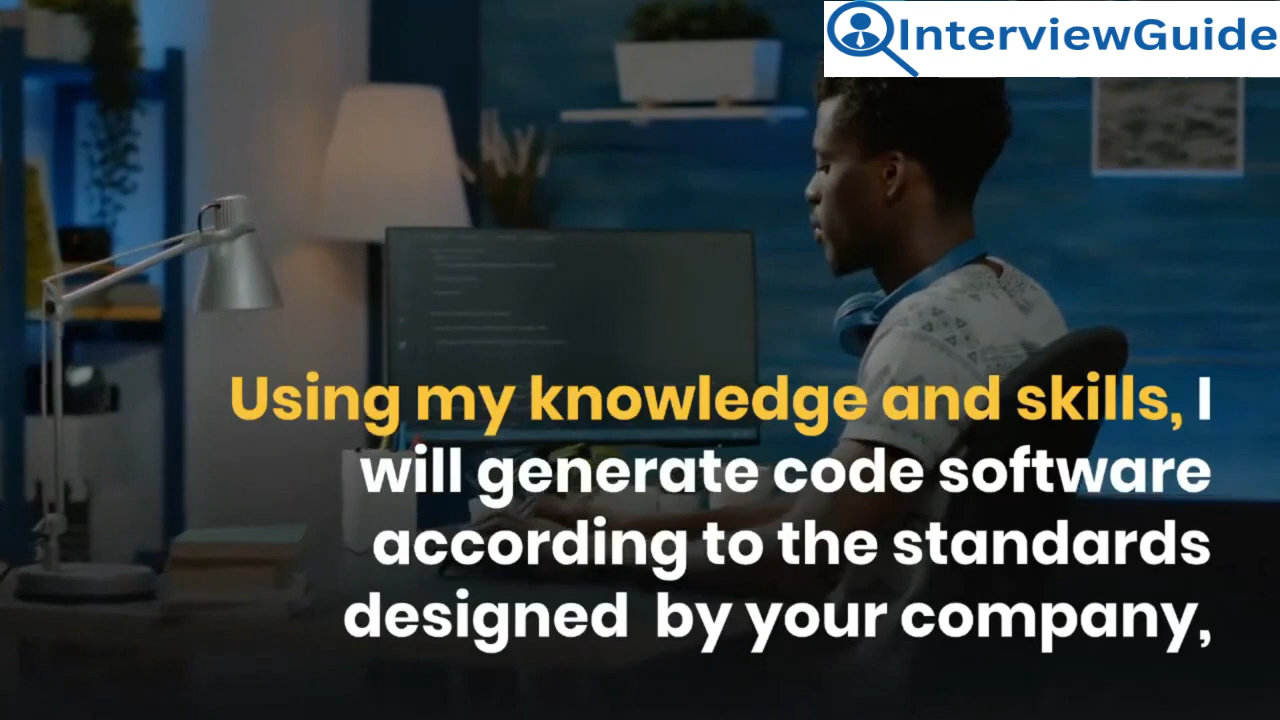 InterviewGuide
Using my knowledge and skills, I
will generate code software
according to the standards
designed  by your company,